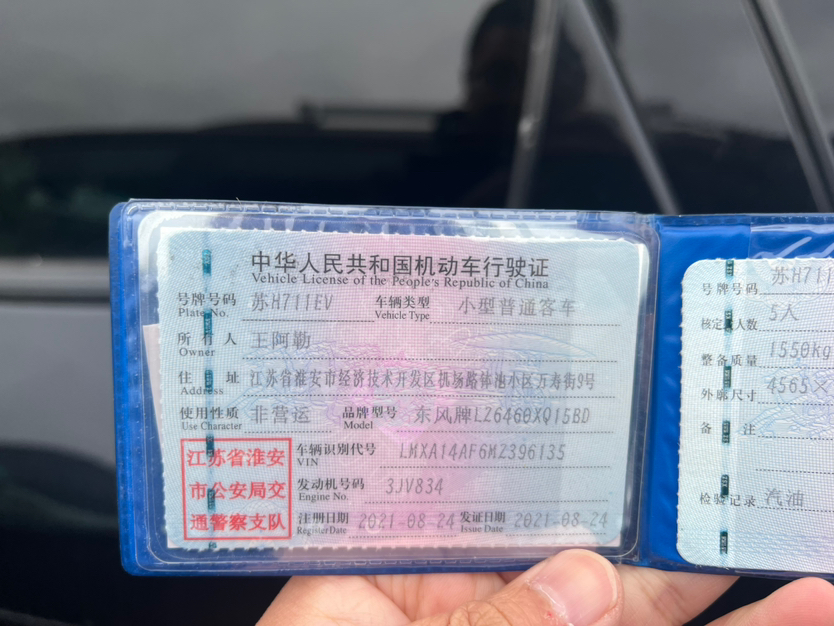 中华人民共和国机动车行驶证
Vehicle License of the People's Republic of China
号牌号码 苏H711EV 车辆类型 小型普通客车
Plate No. Vehicle Type
所有人 王阿勒
Owner
住址 江苏省淮安市经济技术开发区机场路钵池小区万寿街9号
Address
使用性质 非营运 品牌型号 东风牌LZ6460XQ15BD
Use Character Model
江苏省淮安
市公安局交
通警察支队
车辆识别代号 LMXA14AF6MZ396135
VIN
发动机号码 3JV834
Engine No.
注册日期 2021-08-24 发证日期 2021-08-24
Register Date Issue Date
号牌号码 苏H711
核定载人数 5人
整备质量 1550kg
外廓尺寸 4565×
备注
检验记录 汽油